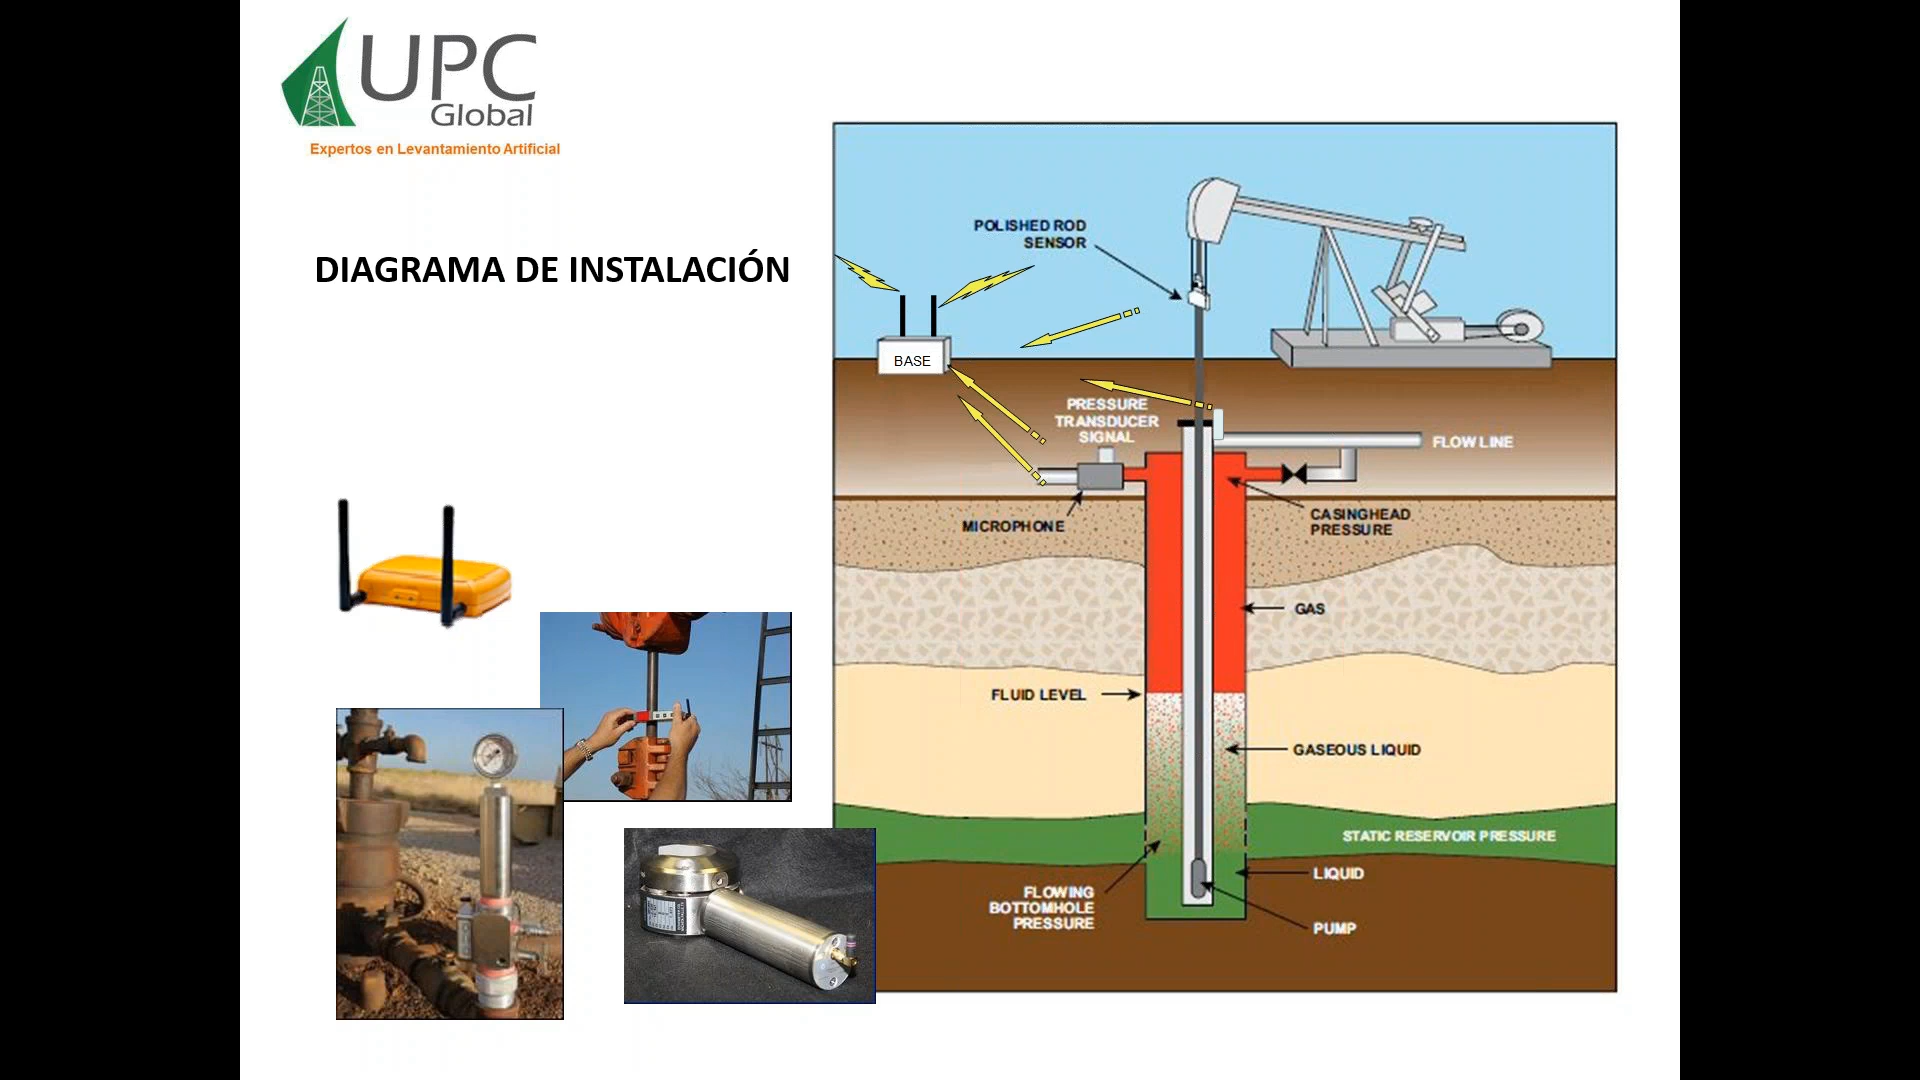 UPC
Global
Expertos en Levantamiento Artificial
DIAGRAMA DE INSTALACIÓN
POLISHED ROD
SENSOR
BASE
PRESSURE
TRANSDUCER
SIGNAL
FLOW LINE
MICROPHONE
CASINGHEAD
PRESSURE
GAS
FLUID LEVEL
GASEOUS LIQUID
STATIC RESERVOIR PRESSURE
LIQUID
FLOWING
BOTTOMHOLE
PRESSURE
PUMP